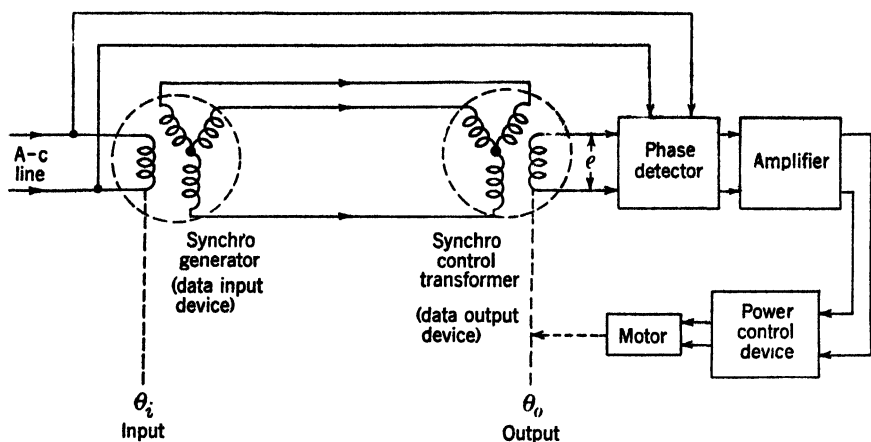 A-c
line
Synchro
generator
(data input
device)
Synchro
control
transformer
(data output
device)
e
Phase
detector
Amplifier
Power
control
device
Motor
θi
Input
θo
Output